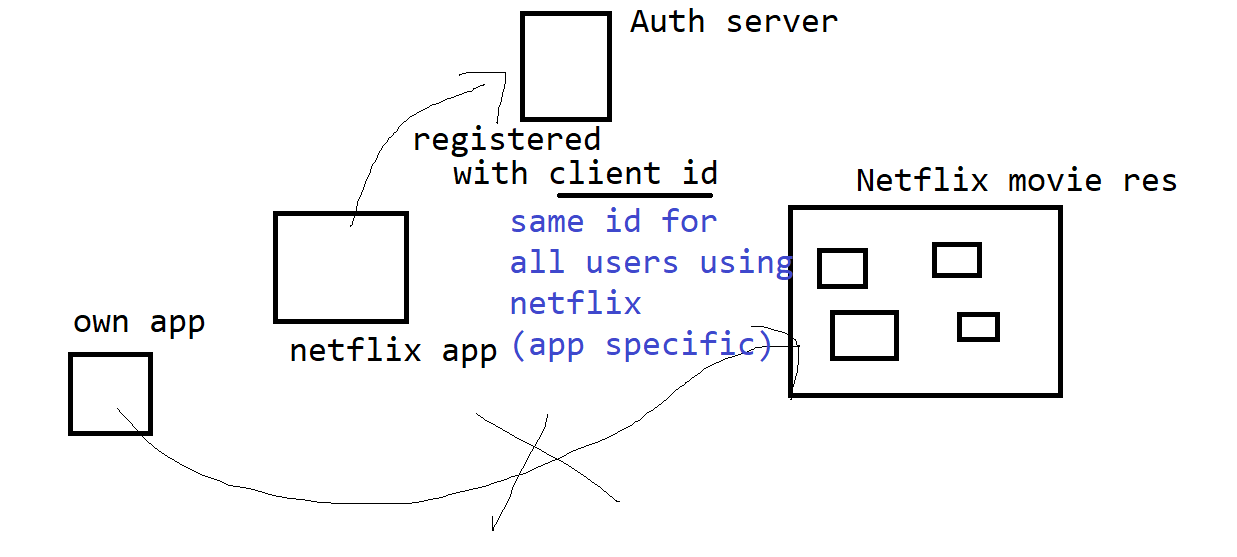 Auth server
registered
with client id
Netflix movie res
same id for
all users using
netflix
(app specific)
own app
netflix app